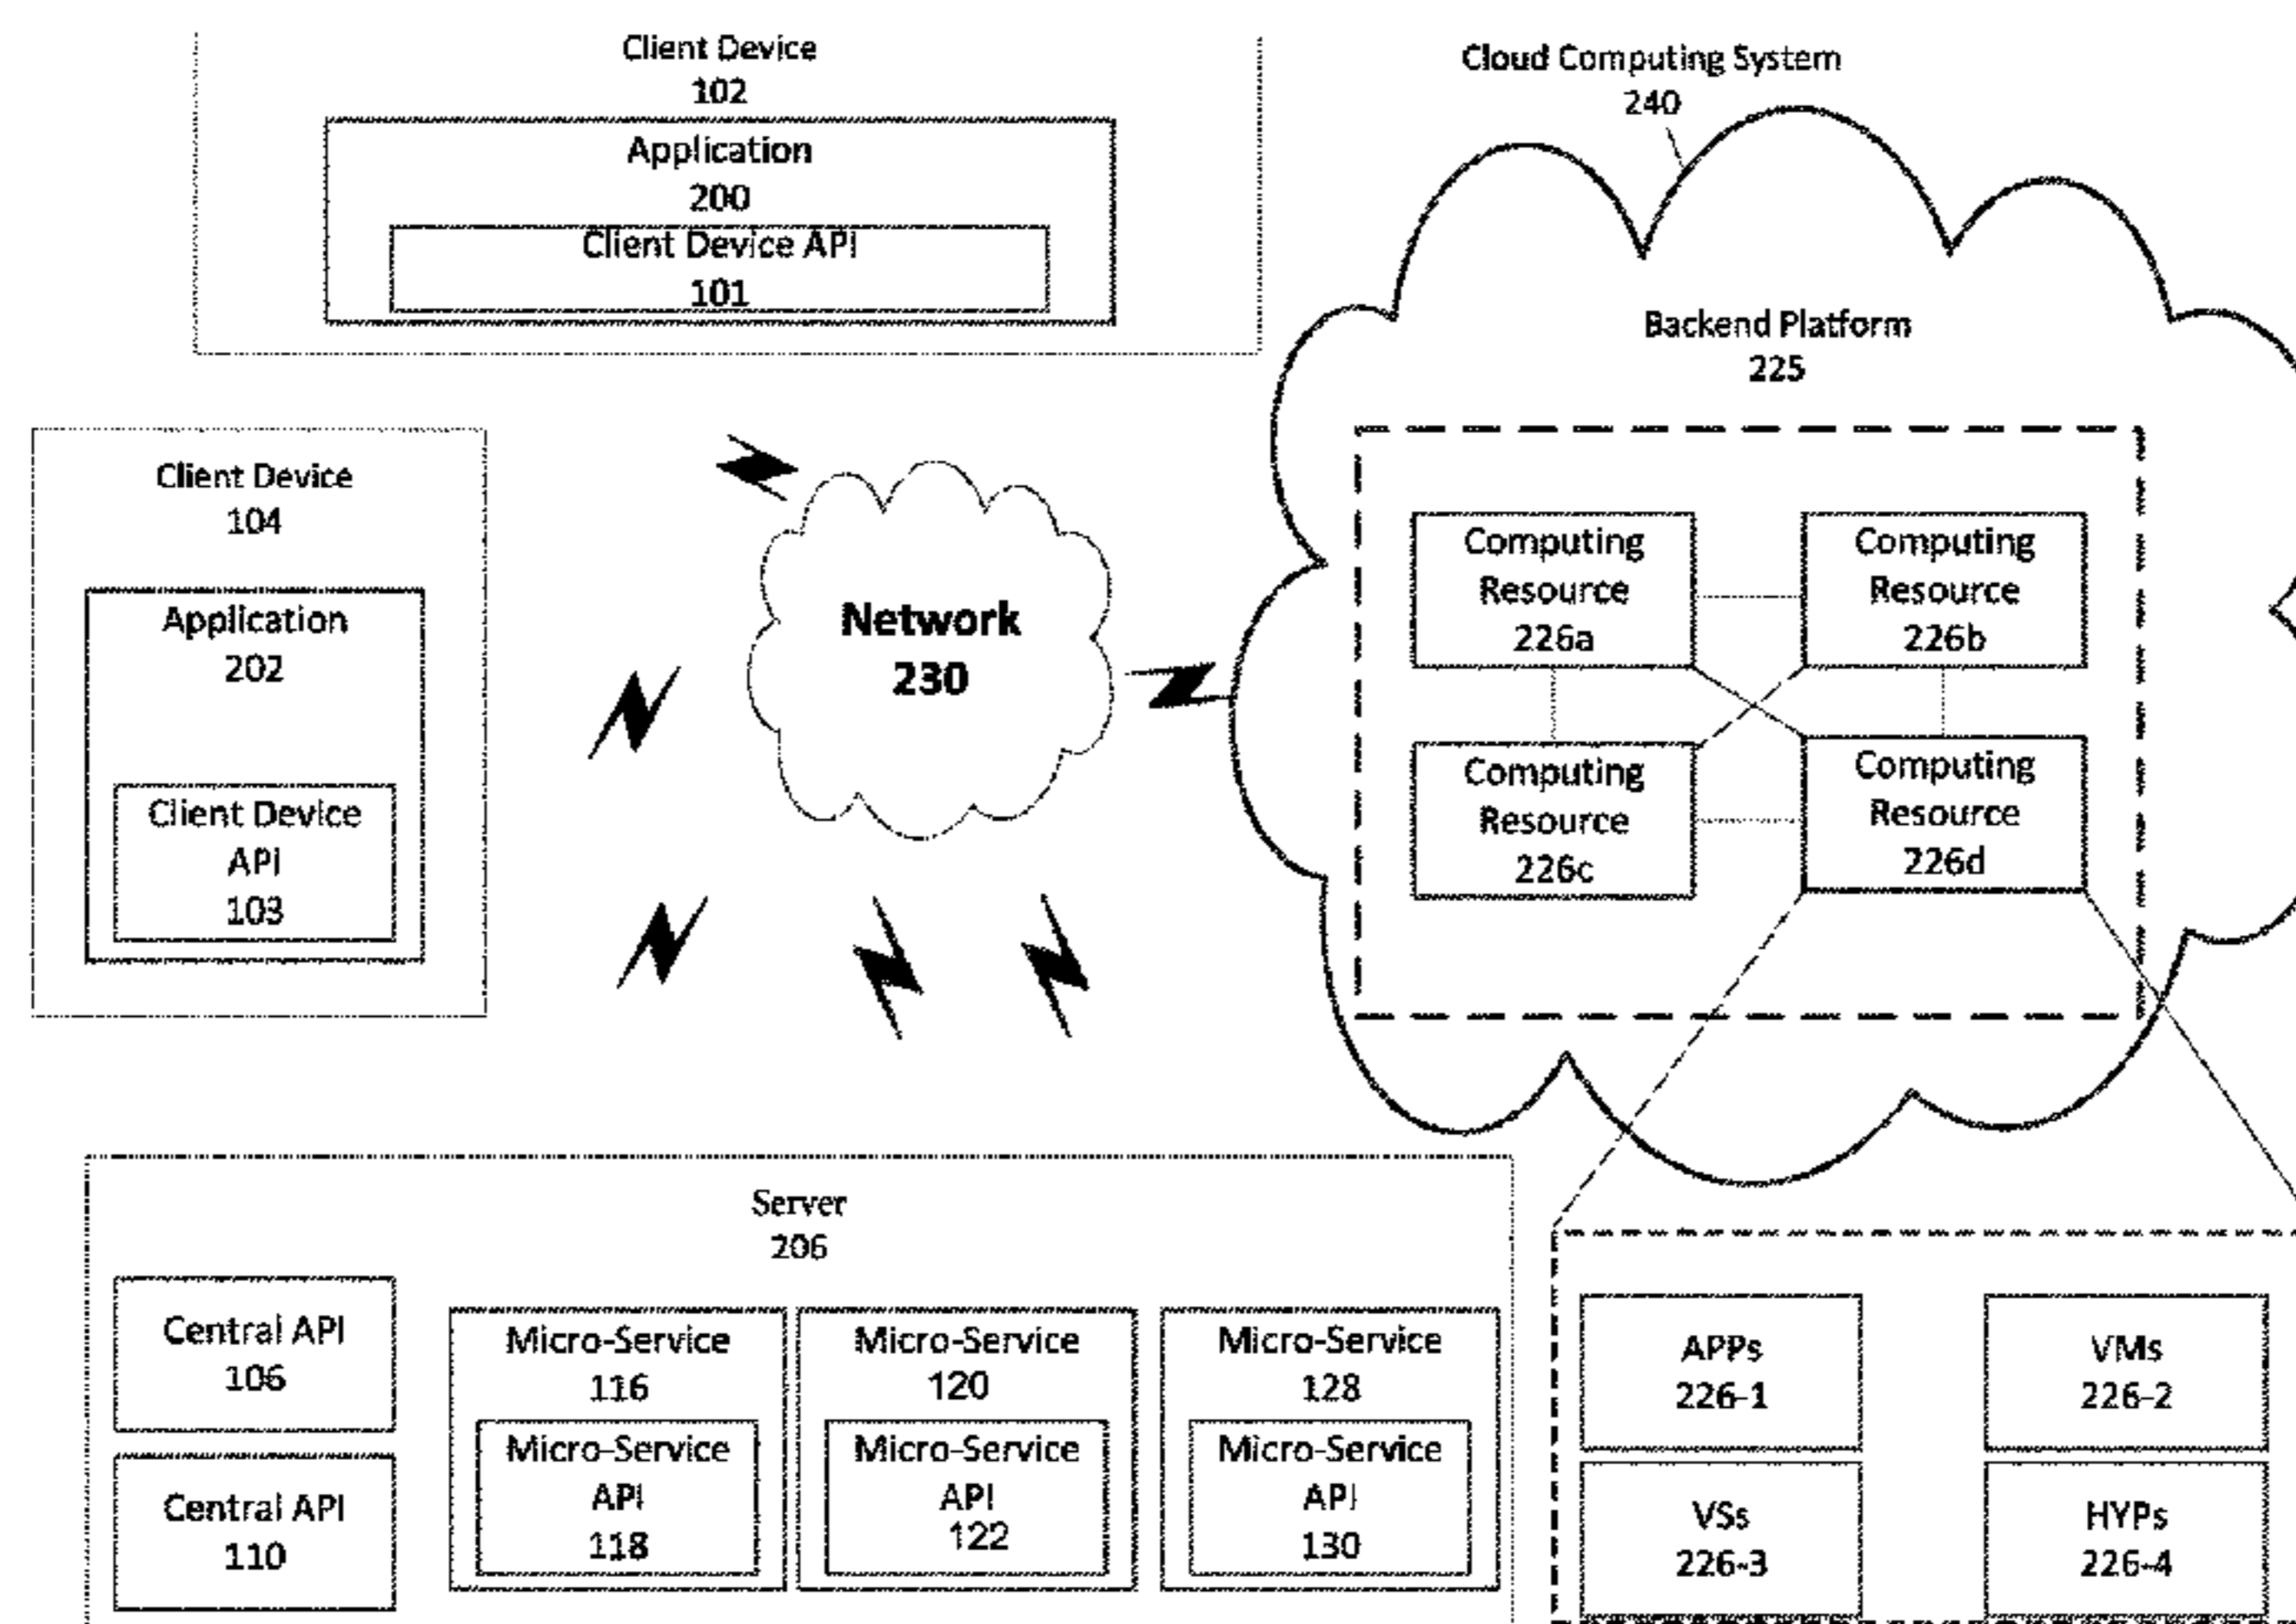 Client Device
102
Application
200
Client Device API
101
Cloud Computing System
240
Backend Platform
225
Client Device
104
Application
202
Client Device
API
103
Network
230
Computing
Resource
226a
Computing
Resource
226b
Computing
Resource
226c
Computing
Resource
226d
Server
206
Central API
106
Central API
110
Micro-Service
116
Micro-Service
API
118
Micro-Service
120
Micro-Service
API
122
Micro-Service
128
Micro-Service
API
130
APPs
226-1
VMs
226-2
VSs
226-3
HYPs
226-4